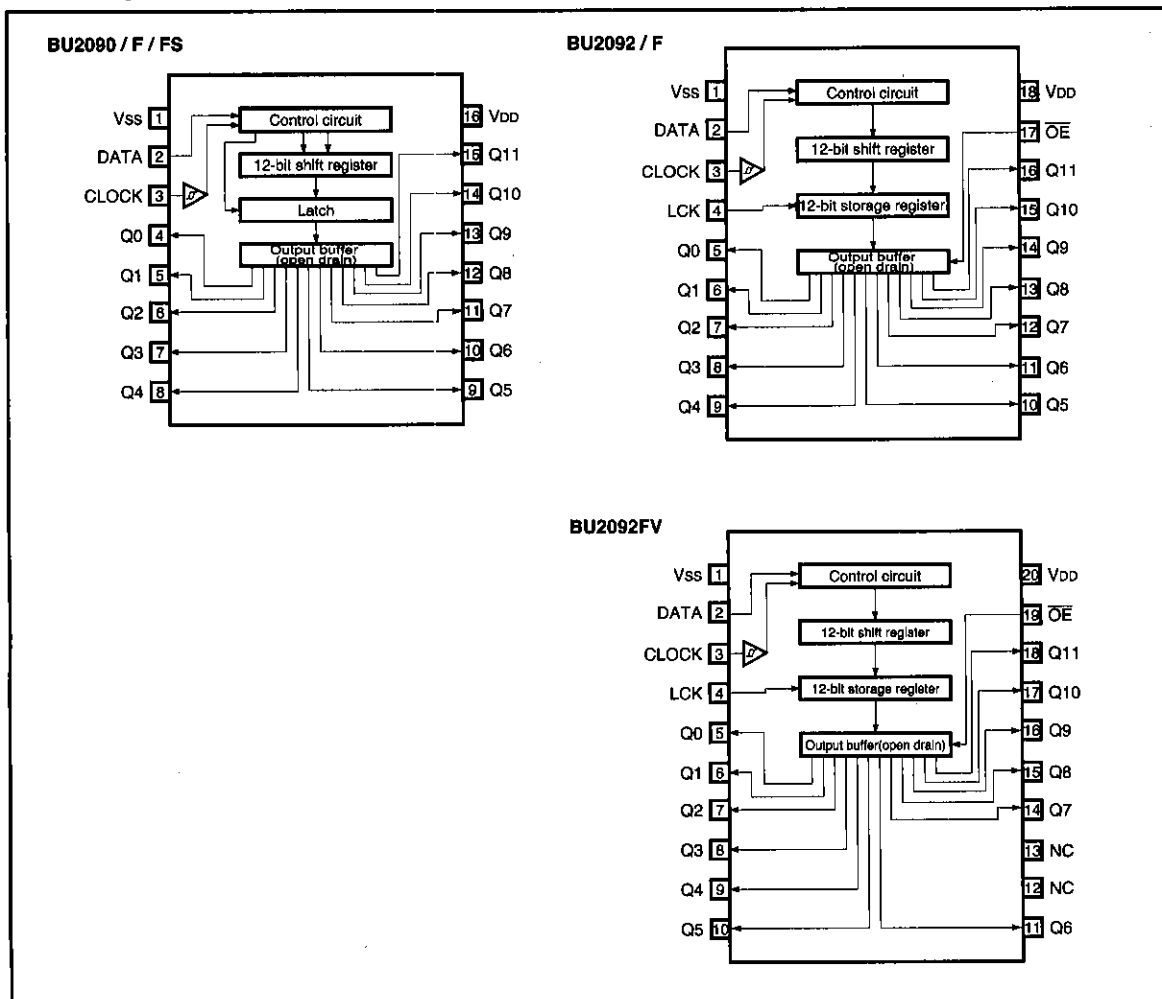 BU2090 / F / FS
Vss 1
DATA 2
CLOCK 3
Q0 4
Q1 5
Q2 6
Q3 7
Q4 8
Control circuit
12-bit shift register
Latch
Output buffer
(open drain)
16 VDD
15 Q11
14 Q10
13 Q9
12 Q8
11 Q7
10 Q6
9 Q5
BU2092 / F
Vss 1
DATA 2
CLOCK 3
LCK 4
Q0 5
Q1 6
Q2 7
Q3 8
Q4 9
Control circuit
12-bit shift register
12-bit storage register
Output buffer
(open drain)
18 VDD
17 OE
16 Q11
15 Q10
14 Q9
13 Q8
12 Q7
11 Q6
10 Q5
BU2092FV
Vss 1
DATA 2
CLOCK 3
LCK 4
Q0 5
Q1 6
Q2 7
Q3 8
Q4 9
Q5 10
Control circuit
12-bit shift register
12-bit storage register
Output buffer(open drain)
20 VDD
19 OE
18 Q11
17 Q10
16 Q9
15 Q8
14 Q7
13 NC
12 NC
11 Q6